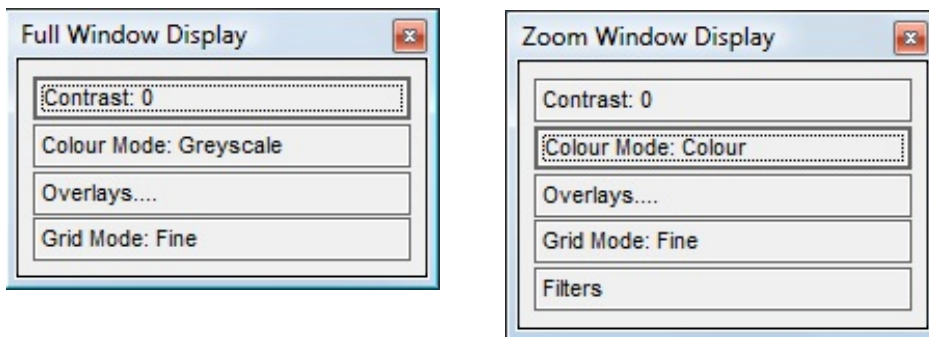 Full Window Display
Contrast: 0
Colour Mode: Greyscale
Overlays....
Grid Mode: Fine
Zoom Window Display
Contrast: 0
Colour Mode: Colour
Overlays....
Grid Mode: Fine
Filters